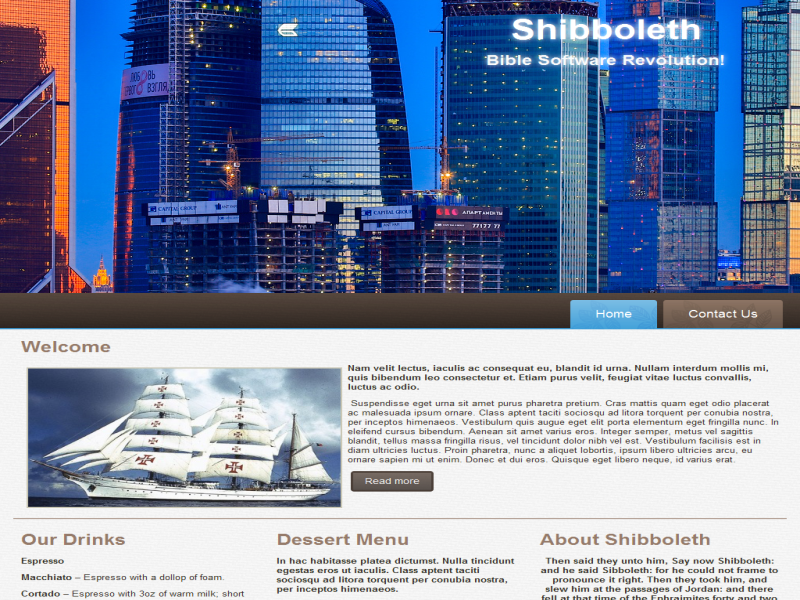 Shibboleth
Bible Software Revolution!
ЛЮБОВЬ
ВЗГЛЯ
CAPITAL GROUP
CAPITAL GROUP
АПАРТАМЕНТЫ
Home
Contact Us
Welcome
Nam velit lectus, iaculis ac consequat eu, blandit id urna. Nullam interdum mollis mi,
quis bibendum leo consectetur et. Etiam purus velit, feugiat vitae luctus convallis,
luctus ac odio.
Suspendisse eget urna sit amet purus pharetra pretium. Cras mattis quam eget odio placerat
ac malesuada ipsum ornare. Class aptent taciti sociosqu ad litora torquent per conubia nostra,
per inceptos himenaeos. Vestibulum quis augue eget elit porta elementum eget fringilla nunc. In
eleifend cursus bibendum. Aenean sit amet varius eros. Integer semper, metus vel sagittis
blandit, tellus massa fringilla risus, vel tincidunt dolor nibh vel est. Vestibulum facilisis est in
diam ultricies luctus. Proin pharetra, nunc a aliquet lobortis, ipsum libero ultricies arcu, eu
ornare sapien mi ut enim. Donec et dui eros. Quisque eget libero neque, id varius erat.
Read more
Our Drinks
Espresso
Macchiato – Espresso with a dollop of foam.
Cortado – Espresso with 3oz of warm milk; short
Dessert Menu
In hac habitasse platea dictumst. Nulla tincidunt
egestas eros ut iaculis. Class aptent taciti
sociosqu ad litora torquent per conubia nostra,
per inceptos himenaeos.
About Shibboleth
Then said they unto him, Say now Shibboleth:
and he said Sibboleth: for he could not frame to
pronounce it right. Then they took him, and
slew him at the passages of Jordan: and there
fell at that time of the Ephraimites forty and two